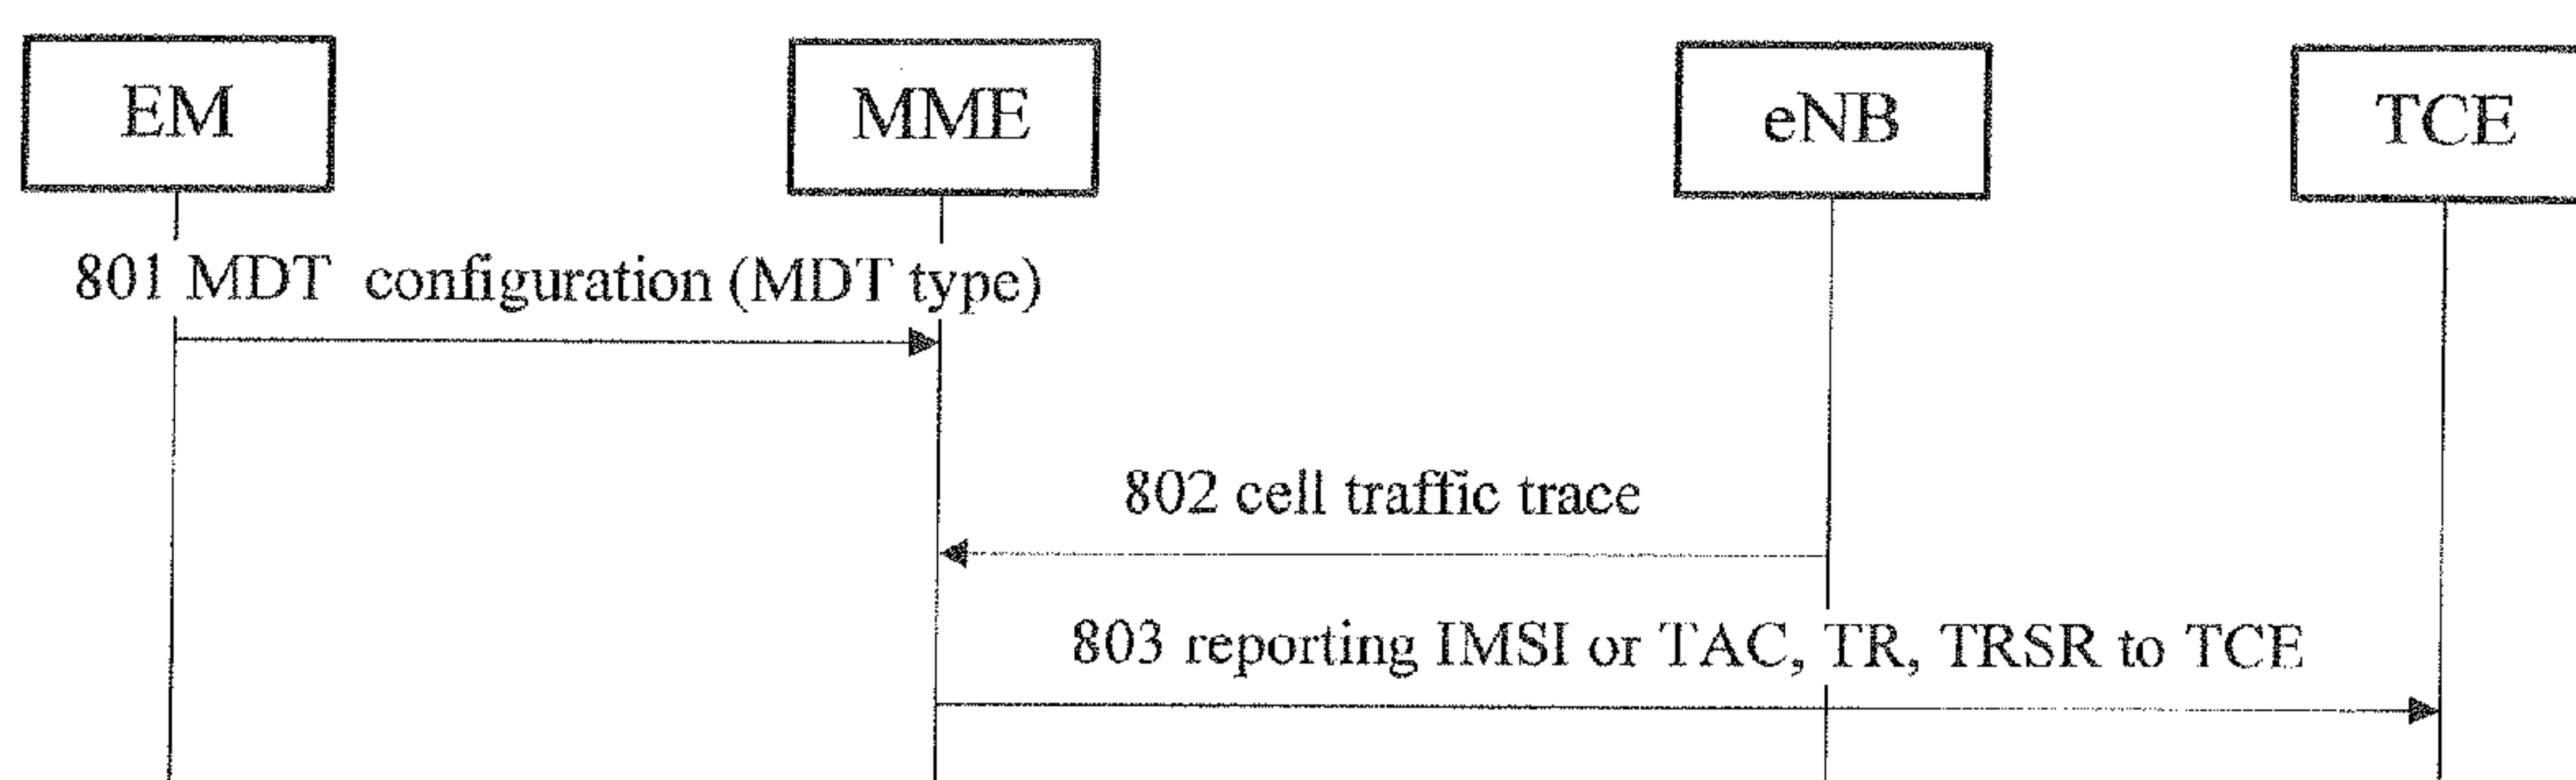 EM
MME
eNB
TCE
801 MDT configuration (MDT type)
802 cell traffic trace
803 reporting IMSI or TAC, TR, TRSR to TCE